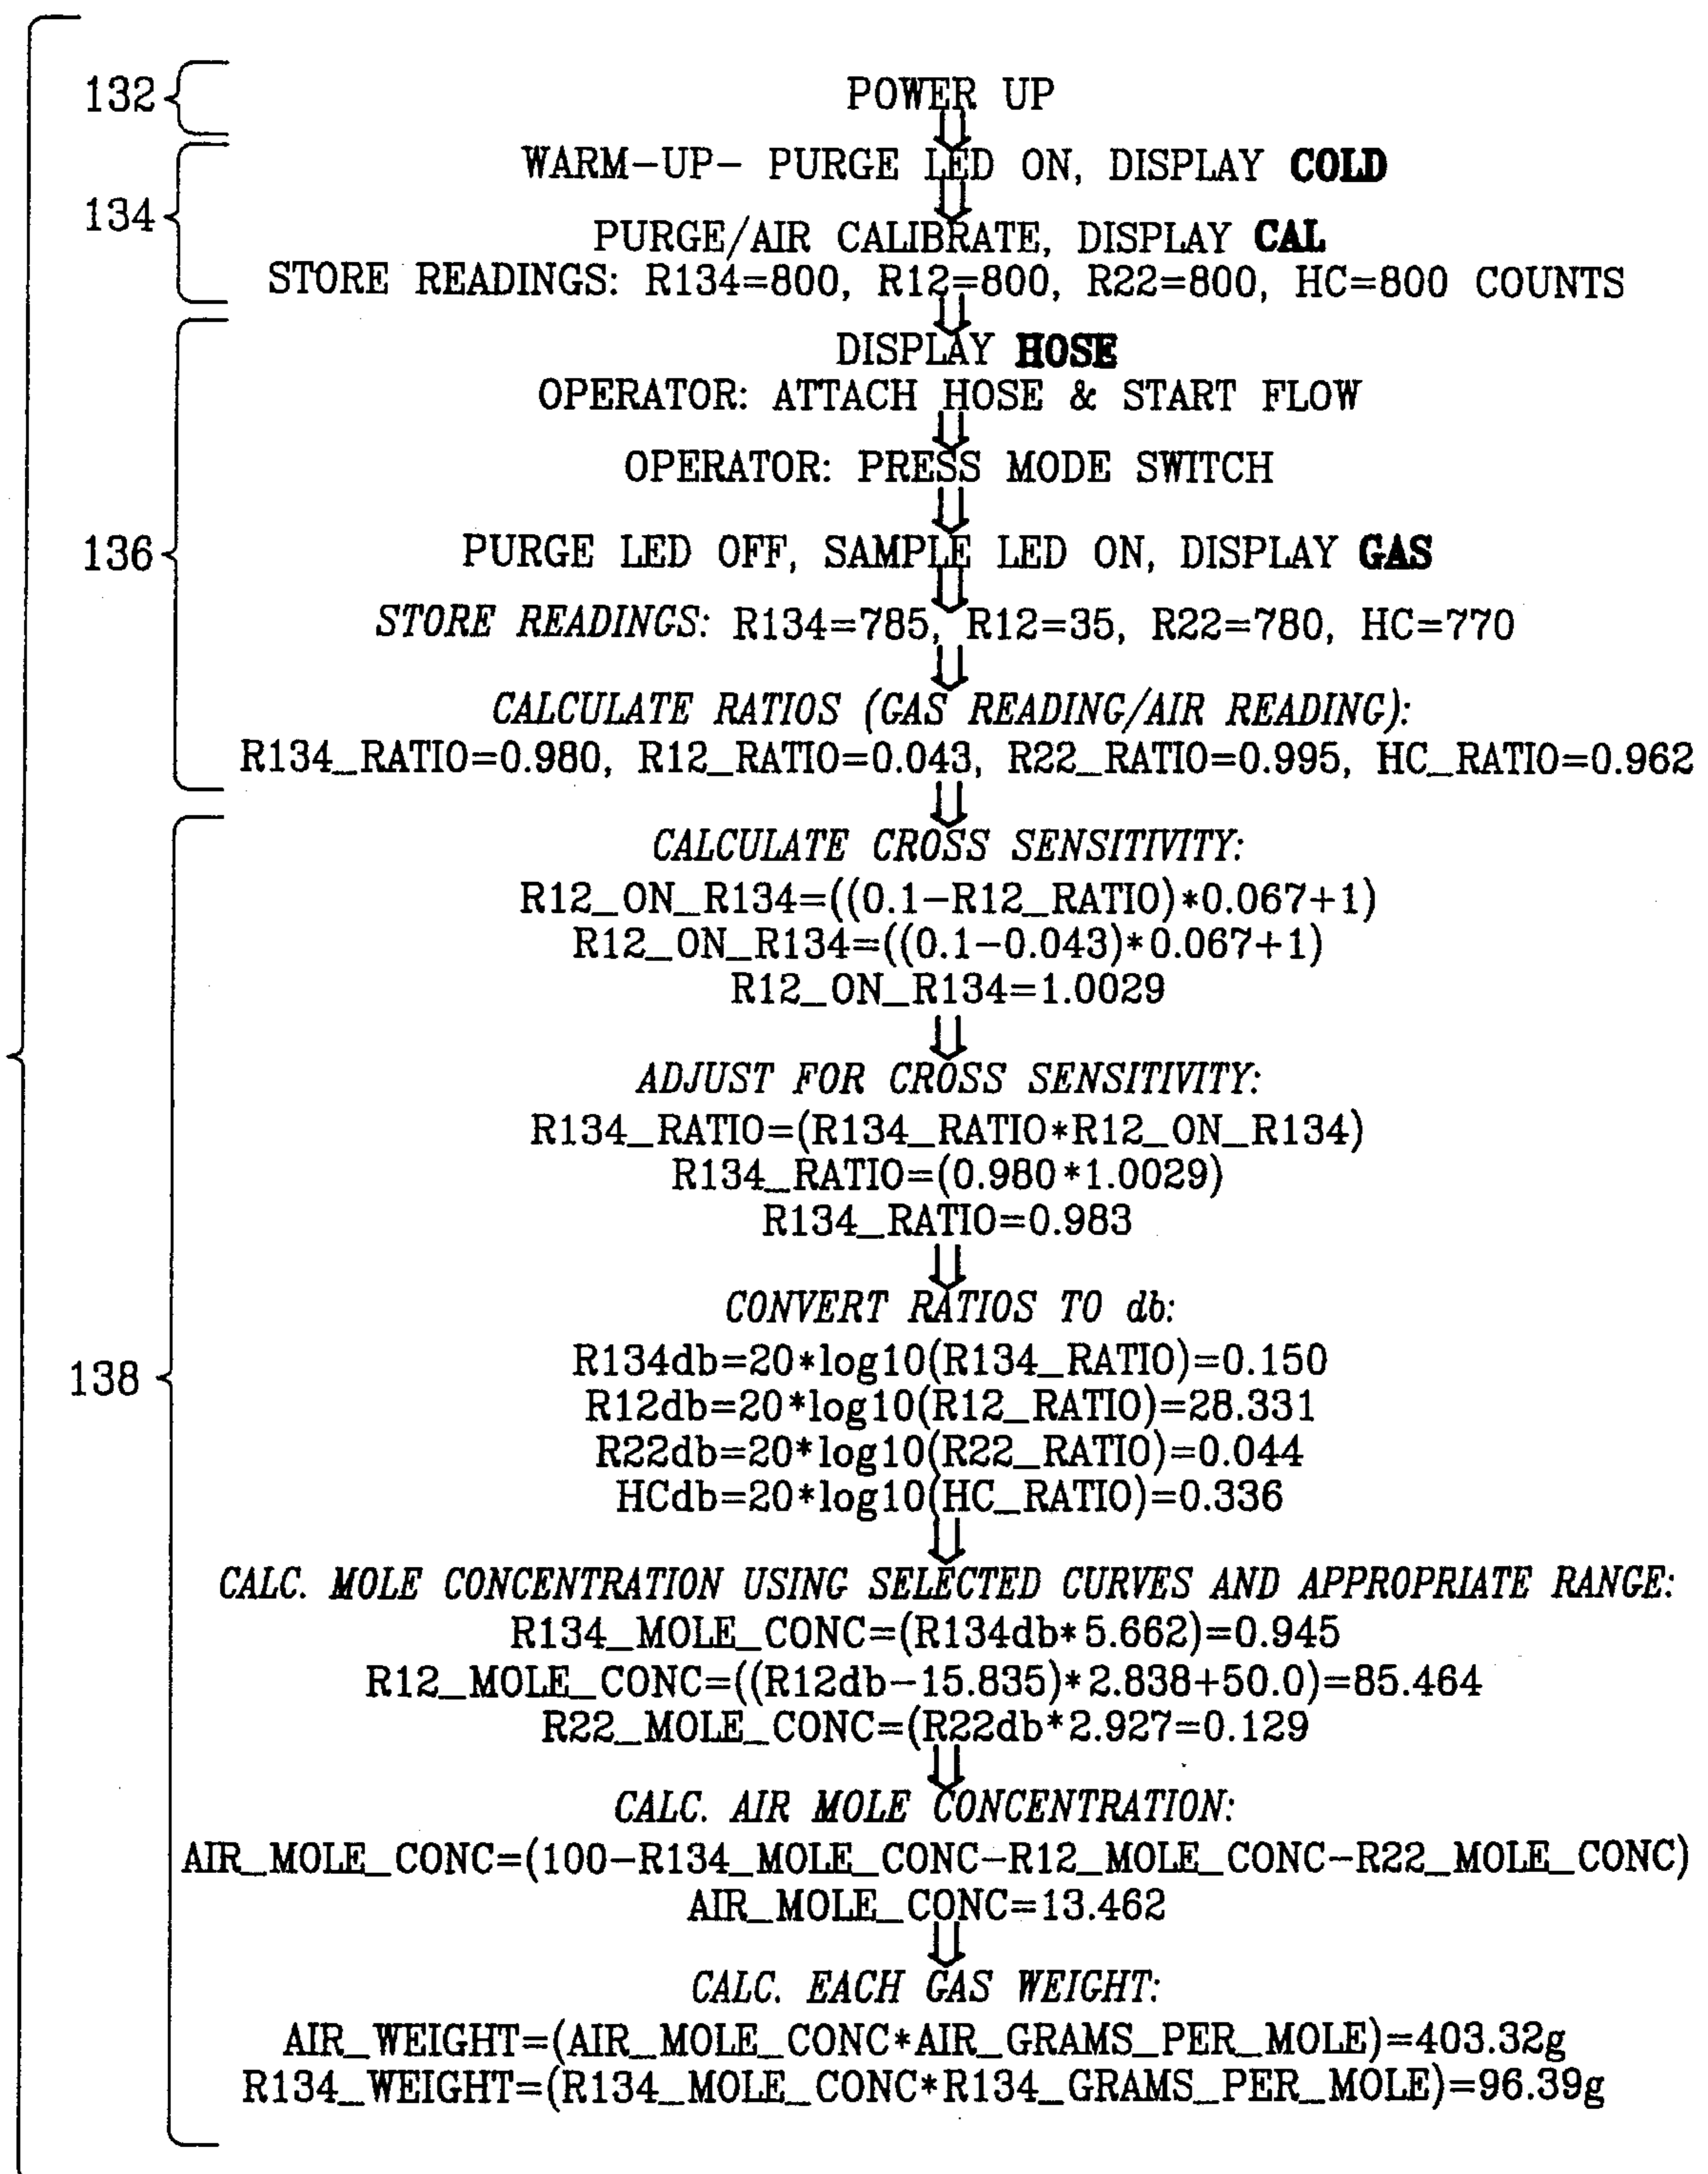 132
POWER UP
134
WARM-UP- PURGE LED ON, DISPLAY COLD
PURGE/AIR CALIBRATE, DISPLAY CAL
STORE READINGS: R134=800, R12=800, R22=800, HC=800 COUNTS
136
DISPLAY HOSE
OPERATOR: ATTACH HOSE & START FLOW
OPERATOR: PRESS MODE SWITCH
PURGE LED OFF, SAMPLE LED ON, DISPLAY GAS
STORE READINGS: R134=785, R12=35, R22=780, HC=770
CALCULATE RATIOS (GAS READING/AIR READING):
R134_RATIO=0.980, R12_RATIO=0.043, R22_RATIO=0.995, HC_RATIO=0.962
138
CALCULATE CROSS SENSITIVITY:
R12_ON_R134=((0.1-R12_RATIO)*0.067+1)
R12_ON_R134=((0.1-0.043)*0.067+1)
R12_ON_R134=1.0029
ADJUST FOR CROSS SENSITIVITY:
R134_RATIO=(R134_RATIO*R12_ON_R134)
R134_RATIO=(0.980*1.0029)
R134_RATIO=0.983
CONVERT RATIOS TO db:
R134db=20*log10(R134_RATIO)=0.150
R12db=20*log10(R12_RATIO)=28.331
R22db=20*log10(R22_RATIO)=0.044
HCdb=20*log10(HC_RATIO)=0.336
CALC. MOLE CONCENTRATION USING SELECTED CURVES AND APPROPRIATE RANGE:
R134_MOLE_CONC=(R134db*5.662)=0.945
R12_MOLE_CONC=((R12db-15.835)*2.838+50.0)=85.464
R22_MOLE_CONC=(R22db*2.927=0.129
CALC. AIR MOLE CONCENTRATION:
AIR_MOLE_CONC=(100-R134_MOLE_CONC-R12_MOLE_CONC-R22_MOLE_CONC)
AIR_MOLE_CONC=13.462
CALC. EACH GAS WEIGHT:
AIR_WEIGHT=(AIR_MOLE_CONC*AIR_GRAMS_PER_MOLE)=403.32g
R134_WEIGHT=(R134_MOLE_CONC*R134_GRAMS_PER_MOLE)=96.39g